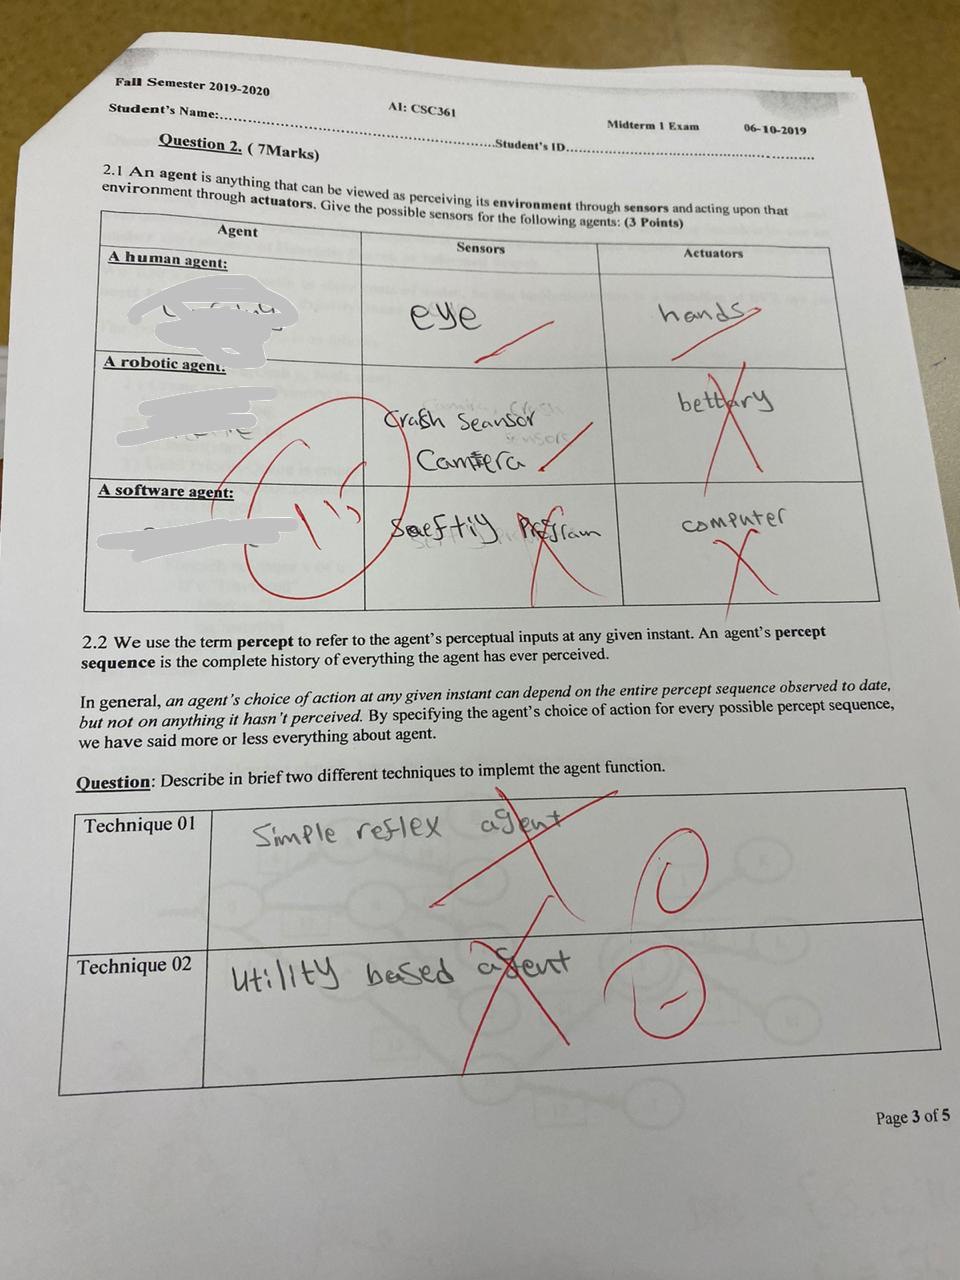 Fall Semester 2019-2020
AI: CSC361
Midterm 1 Exam
06-10-2019
Student's Name:..............................Student's ID..............................
Question 2. ( 7Marks)
2.1 An agent is anything that can be viewed as perceiving its environment through sensors and acting upon that
environment through actuators. Give the possible sensors for the following agents: (3 Points)
Agent
Sensors
Actuators
A human agent:
eye
hands
A robotic agent.
Crash Seansor
Camera
bettary
A software agent:
1.5
Saeftiy Program
computer
2.2 We use the term percept to refer to the agent's perceptual inputs at any given instant. An agent's percept
sequence is the complete history of everything the agent has ever perceived.
In general, an agent's choice of action at any given instant can depend on the entire percept sequence observed to date,
but not on anything it hasn't perceived. By specifying the agent's choice of action for every possible percept sequence,
we have said more or less everything about agent.
Question: Describe in brief two different techniques to implemt the agent function.
Technique 01
Simple reflex agent
0
Technique 02
Utility based agent
Page 3 of 5